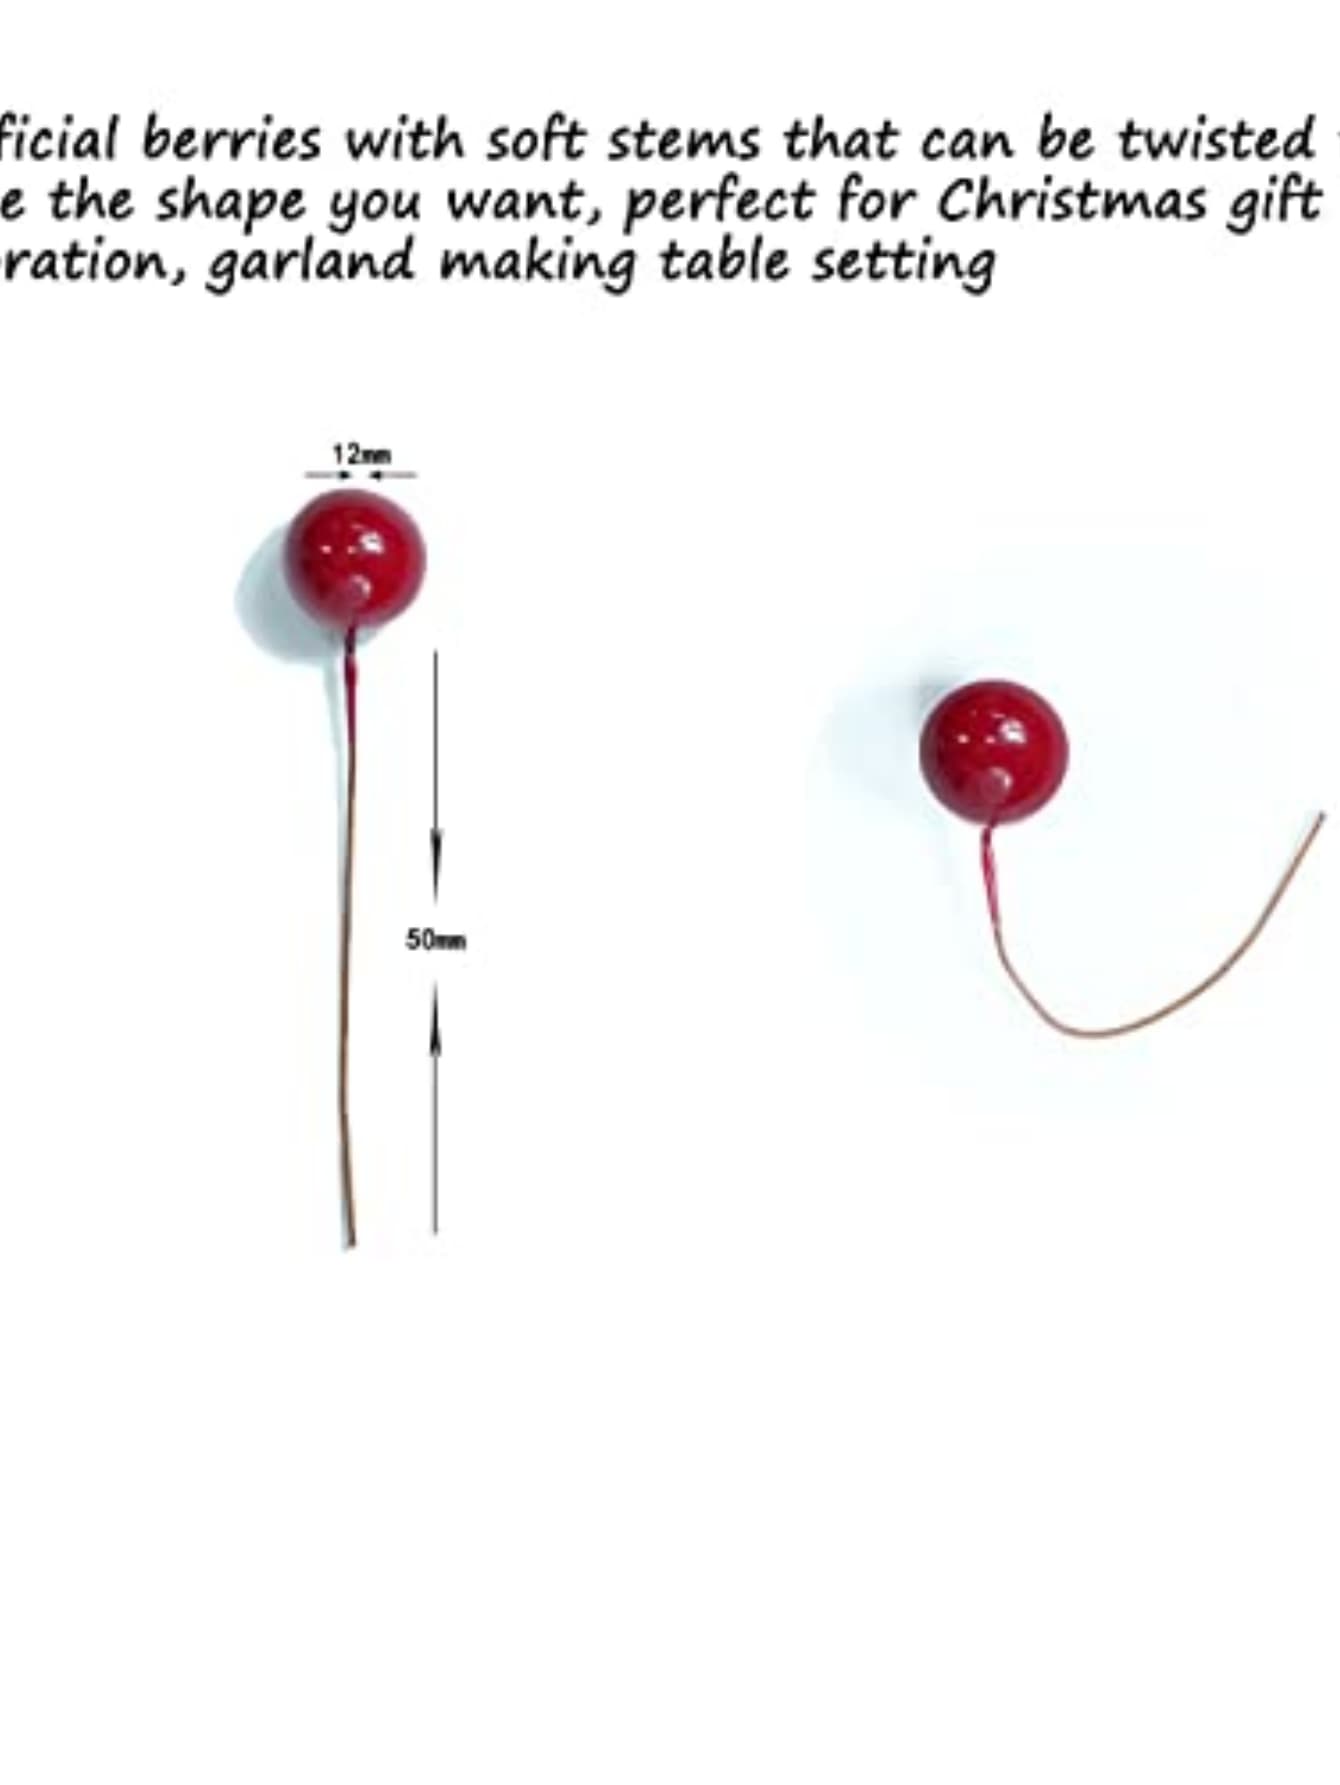 ficial berries with soft stems that can be twisted
e the shape you want, perfect for Christmas gift
ration, garland making table setting
12mm
50mm